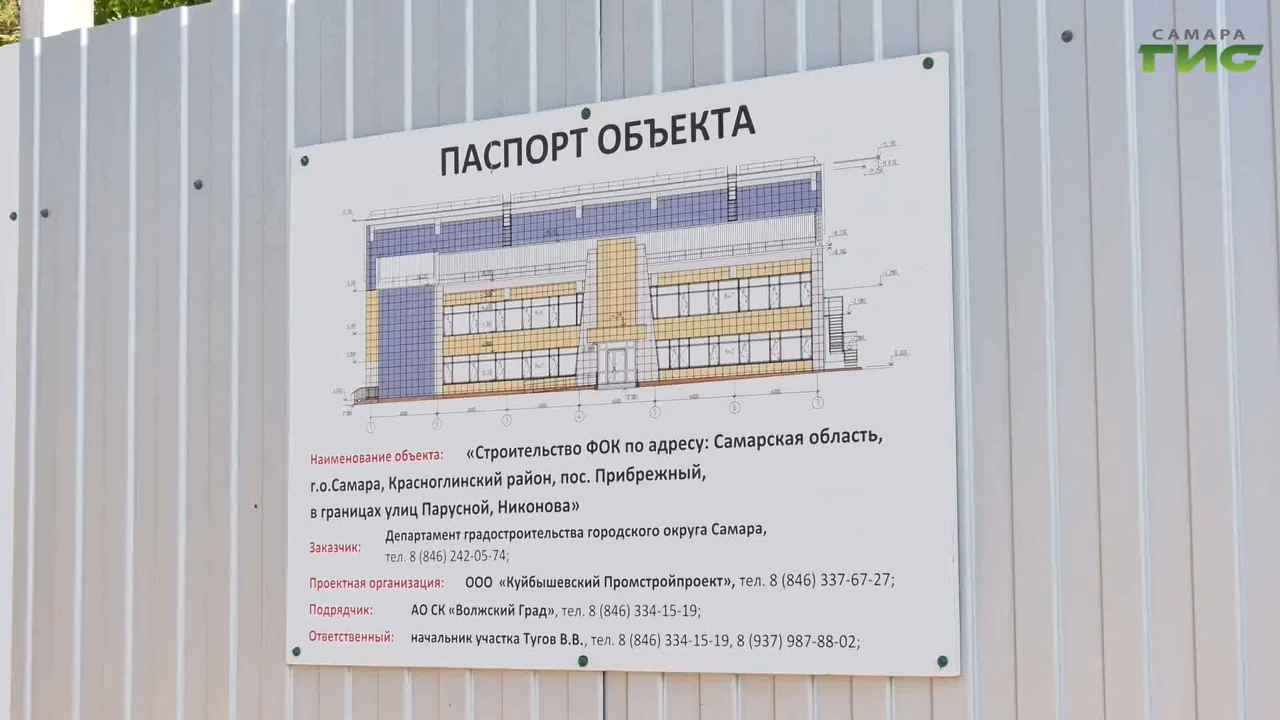 САМАРА
ГИС
ПАСПОРТ ОБЪЕКТА
Наименование объекта: «Строительство ФОК по адресу: Самарская область,
г.о.Самара, Красноглинский район, пос. Прибрежный,
в границах улиц Парусной, Никонова»
Заказчик: Департамент градостроительства городского округа Самара,
тел. 8 (846) 242-05-74;
Проектная организация: ООО «Куйбышевский Промстройпроект», тел. 8 (846) 337-67-27;
Подрядчик: АО СК «Волжский Град», тел. 8 (846) 334-15-19;
Ответственный: начальник участка Тугов В.В., тел. 8 (846) 334-15-19, 8 (937) 987-88-02;